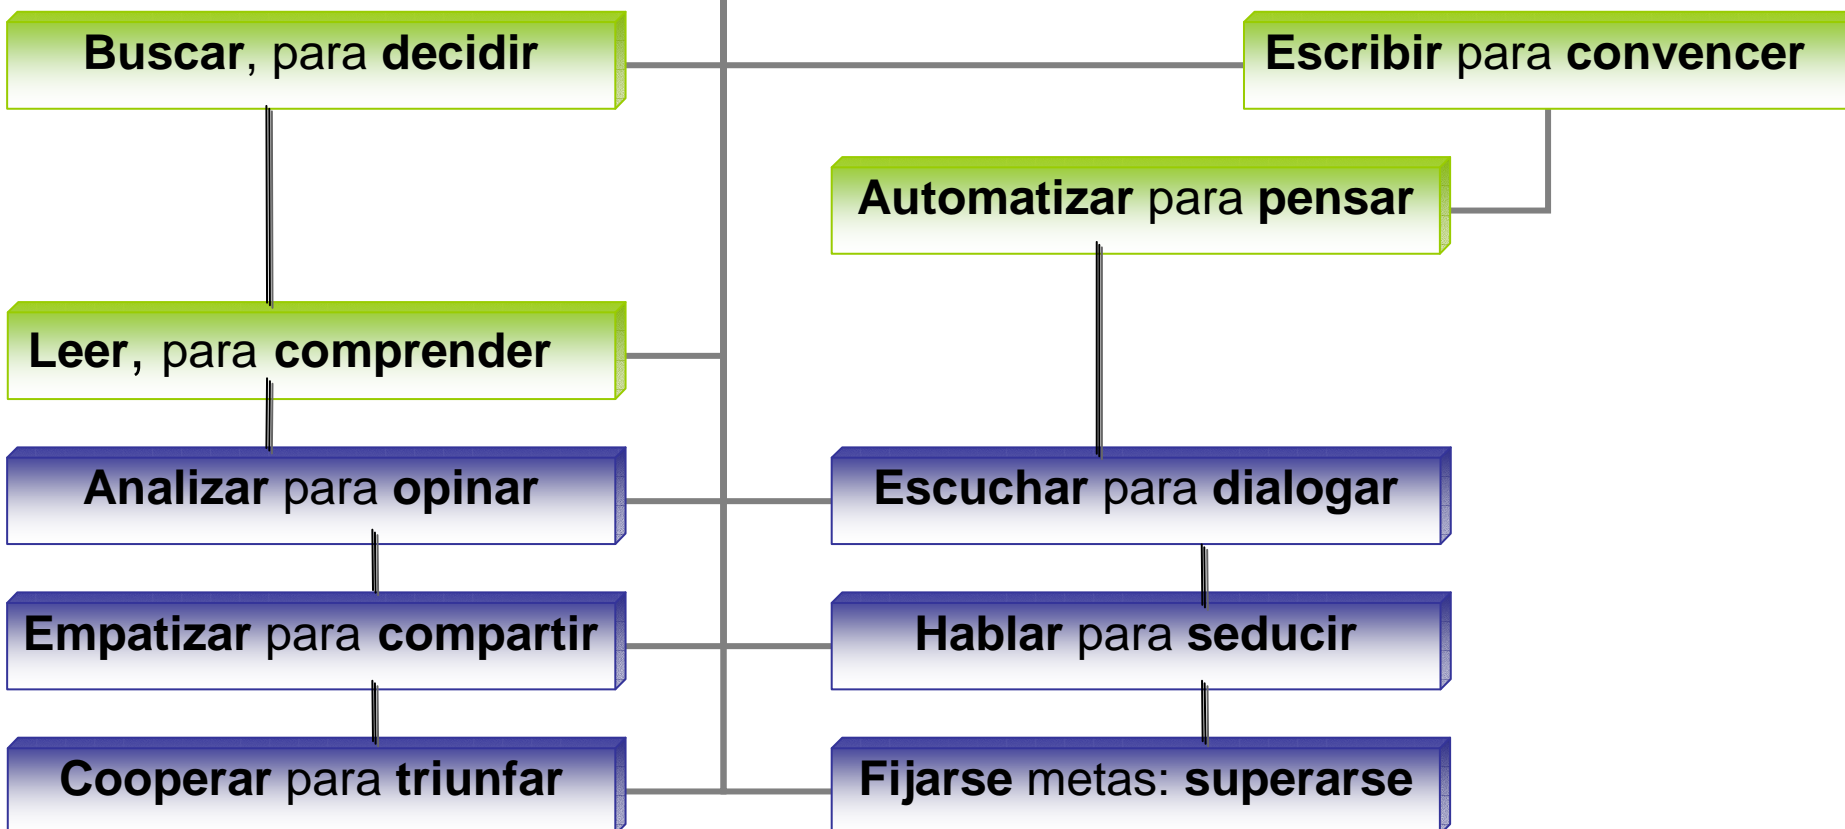 Buscar, para decidir
Escribir para convencer
Automatizar para pensar
Leer, para comprender
Analizar para opinar
Escuchar para dialogar
Empatizar para compartir
Hablar para seducir
Cooperar para triunfar
Fijarse metas: superarse